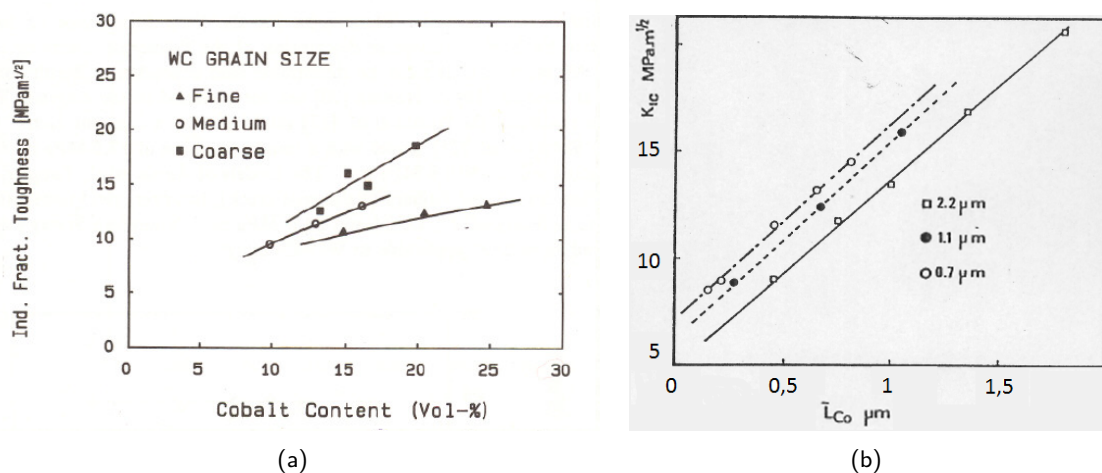 Ind. Fract. Toughness [MPam¹/²]
30
25
20
15
10
5
0
WC GRAIN SIZE
▲ Fine
○ Medium
■ Coarse
0 5 10 15 20 25 30
Cobalt Content (Vol-%)
(a)
K_IC MPa.m^½
15
10
5
□ 2.2 µm
● 1.1 µm
○ 0.7 µm
0 0,5 1 1,5
L̄_Co µm
(b)